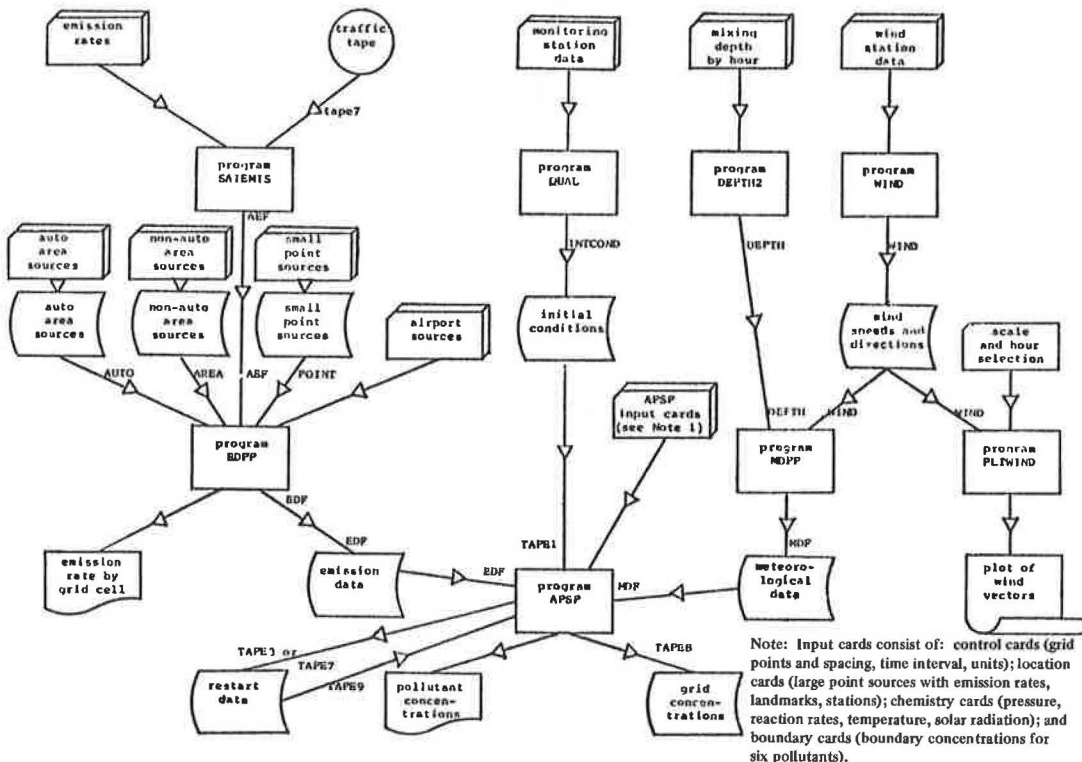 emission
rates
traffic
tape
monitoring
station
data
mixing
depth
by hour
wind
station
data
tape7
program
SATEMIS
program
QUAL
program
DEPTH2
program
WIND
AEF
INTCOND
DEPTH
WIND
auto
area
sources
non-auto
area
sources
small
point
sources
auto
area
sources
non-auto
area
sources
small
point
sources
airport
sources
initial
conditions
wind
speeds and
directions
scale
and hour
selection
AUTO
AREA
AEF
POINT
APSP
input cards
(see Note 1)
DEPTH
WIND
WIND
program
EDPP
program
MDPP
program
PLTWIND
EDF
EDF
TAPE1
MDF
emission
rate by
grid cell
emission
data
EDF
program
APSP
MDF
meteoro-
logical
data
plot of
wind
vectors
TAPE3 or
TAPE7
TAPE9
TAPE8
restart
data
pollutant
concen-
trations
grid
concen-
trations
Note: Input cards consist of: control cards (grid
points and spacing, time interval, units); location
cards (large point sources with emission rates,
landmarks, stations); chemistry cards (pressure,
reaction rates, temperature, solar radiation); and
boundary cards (boundary concentrations for
six pollutants).